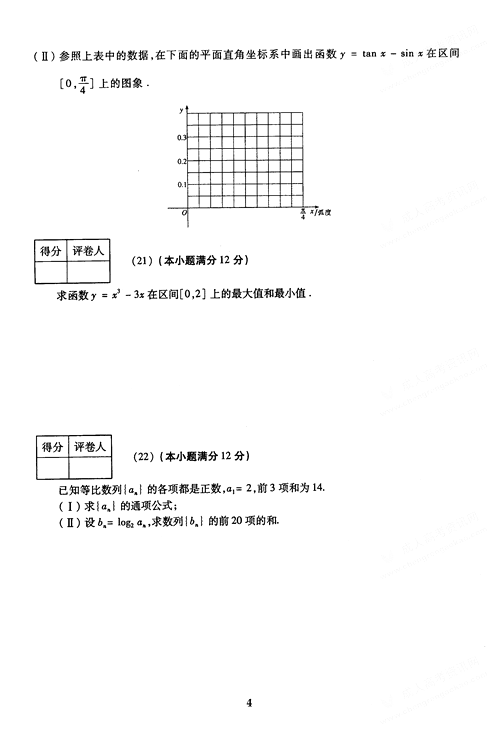 (Ⅱ) 参照上表中的数据,在下面的平面直角坐标系中画出函数 y = tan x - sin x 在区间
[0, π/4] 上的图象.
y
0.3
0.2
0.1
O
π/4
x/弧度
得分 评卷人
(21) (本小题满分 12 分)
求函数 y = x³ - 3x 在区间[0,2] 上的最大值和最小值.
得分 评卷人
(22) (本小题满分 12 分)
已知等比数列{aₙ} 的各项都是正数,a₁= 2,前 3 项和为 14.
(Ⅰ) 求{aₙ} 的通项公式;
(Ⅱ) 设 bₙ= log₂ aₙ,求数列{bₙ} 的前 20 项的和.
4